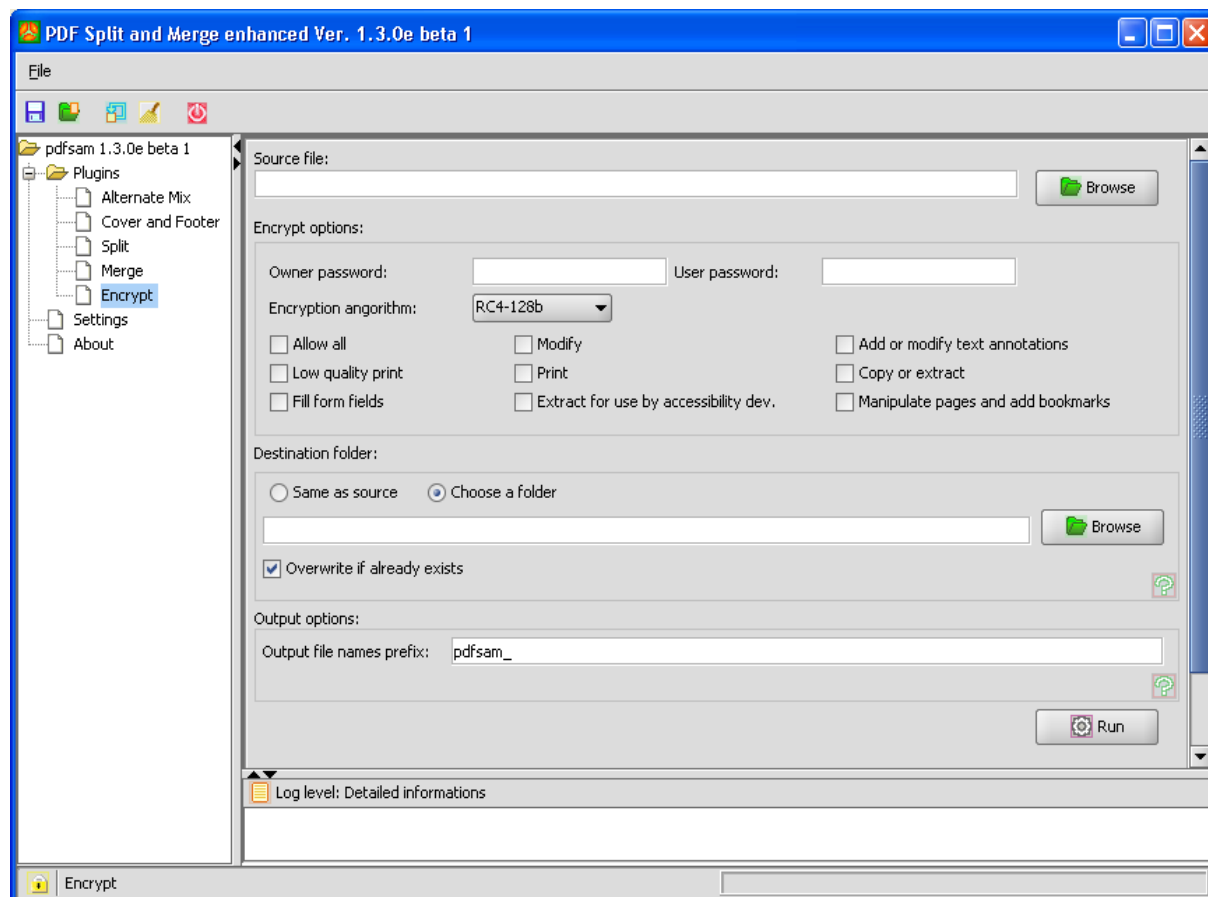 PDF Split and Merge enhanced Ver. 1.3.0e beta 1
File
pdfsam 1.3.0e beta 1
Plugins
Alternate Mix
Cover and Footer
Split
Merge
Encrypt
Settings
About
Source file:
Browse
Encrypt options:
Owner password: User password:
Encryption angorithm: RC4-128b
Allow all Modify Add or modify text annotations
Low quality print Print Copy or extract
Fill form fields Extract for use by accessibility dev. Manipulate pages and add bookmarks
Destination folder:
Same as source Choose a folder
Browse
Overwrite if already exists
Output options:
Output file names prefix: pdfsam_
Run
Log level: Detailed informations
Encrypt